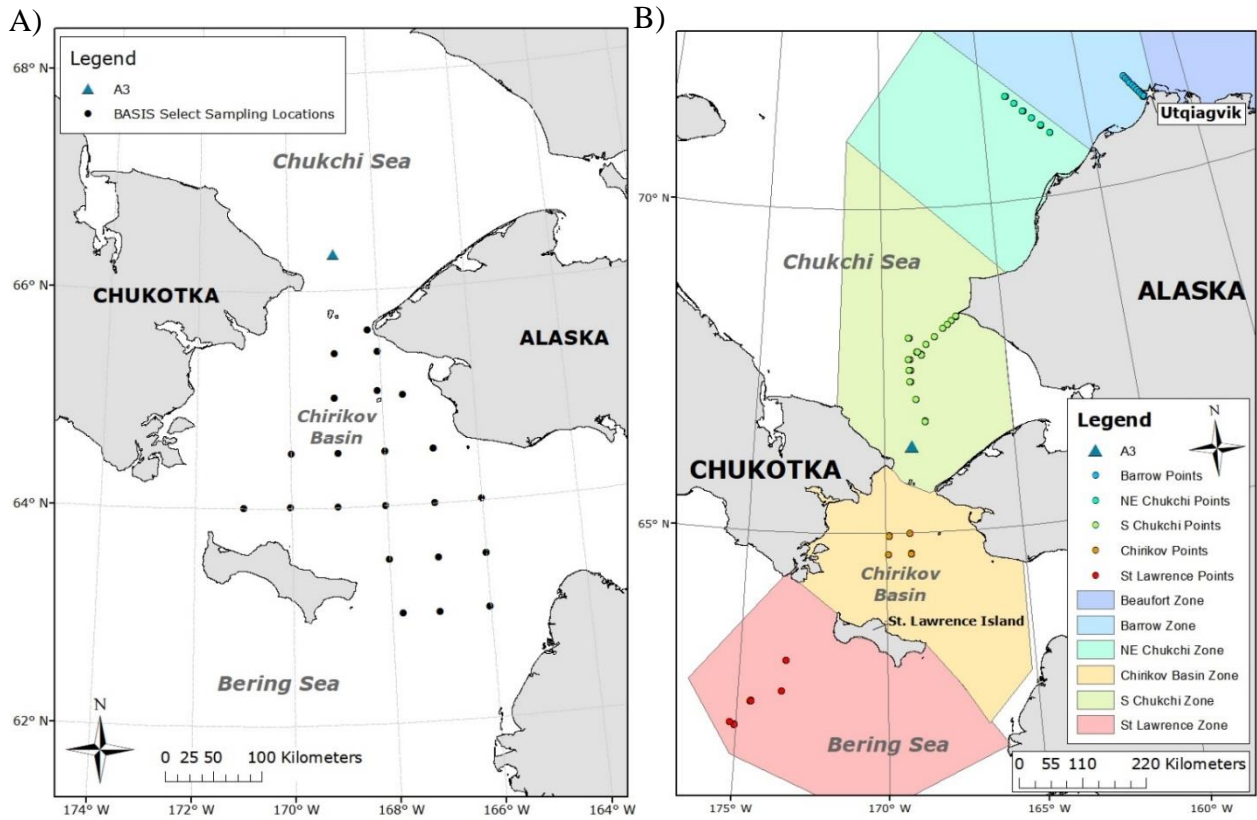 A)
Legend
A3
BASIS Select Sampling Locations
68° N
67° N
66° N
65° N
64° N
63° N
62° N
Chukchi Sea
CHUKOTKA
ALASKA
Chirikov
Basin
Bering Sea
N
0 25 50 100 Kilometers
174° W
172° W
170° W
168° W
166° W
164° W
B)
Utqiagvik
70° N
Chukchi Sea
ALASKA
CHUKOTKA
65° N
Chirikov
Basin
St. Lawrence Island
Bering Sea
Legend
N
A3
Barrow Points
NE Chukchi Points
S Chukchi Points
Chirikov Points
St Lawrence Points
Beaufort Zone
Barrow Zone
NE Chukchi Zone
Chirikov Basin Zone
S Chukchi Zone
St Lawrence Zone
0 55 110 220 Kilometers
175° W
170° W
165° W
160° W